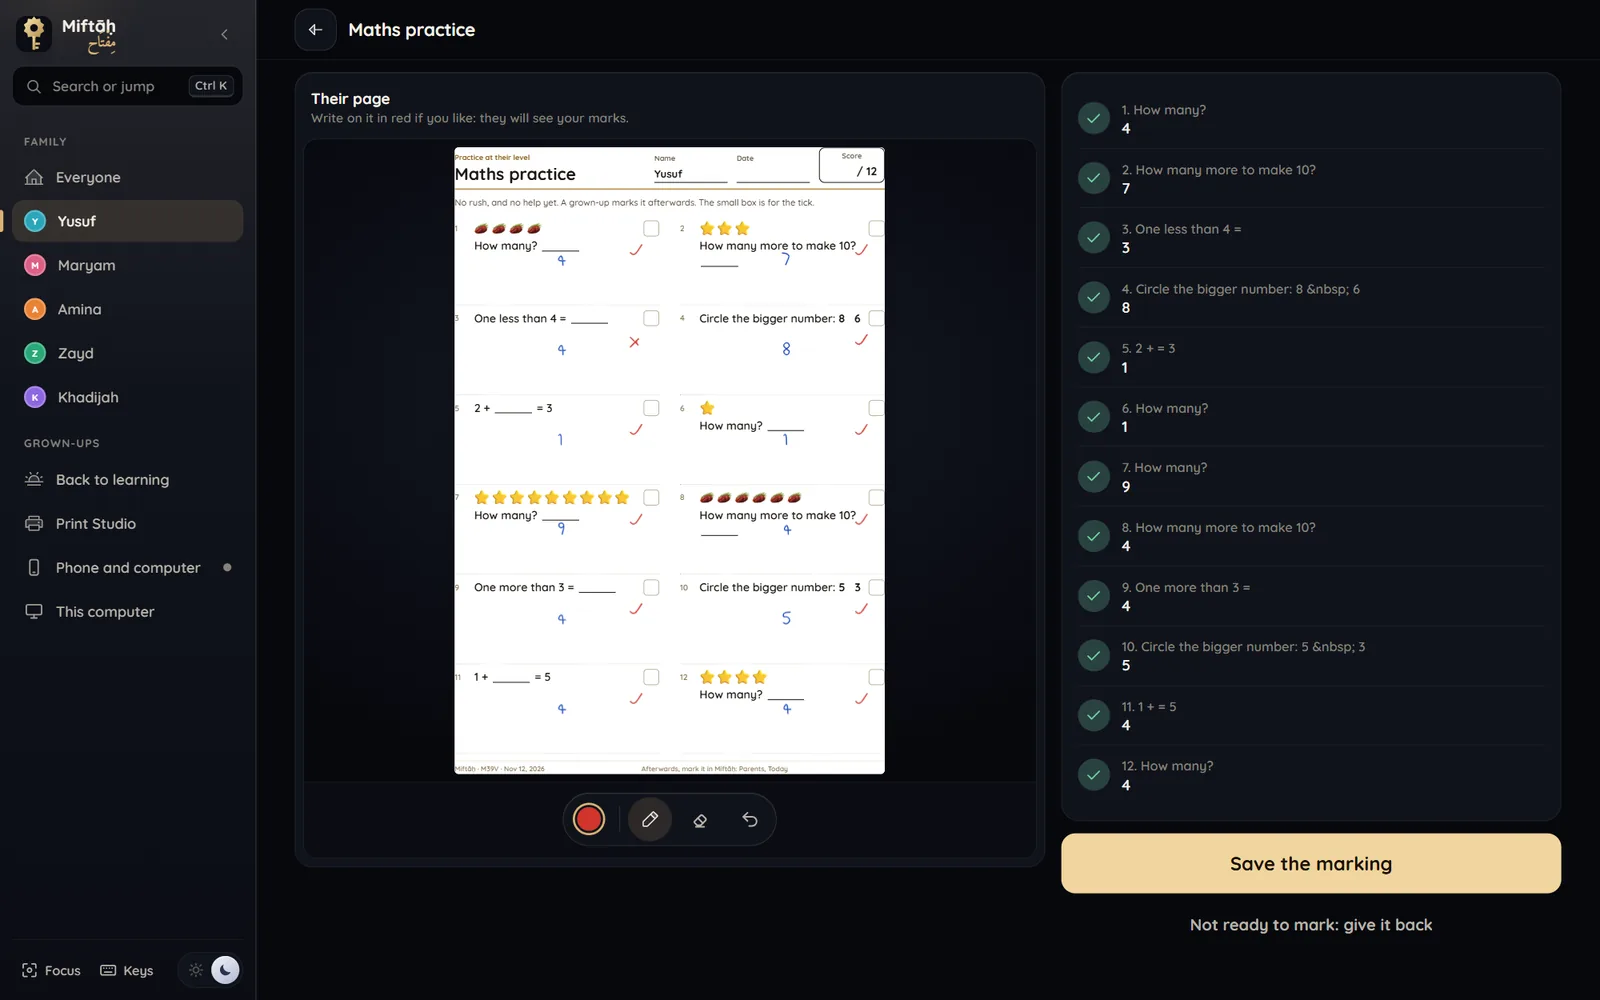 Miftāḥ
مِفتاح
Search or jump
Ctrl K
FAMILY
Everyone
Y
Yusuf
M
Maryam
A
Amina
Z
Zayd
K
Khadijah
GROWN-UPS
Back to learning
Print Studio
Phone and computer
This computer
Focus
Keys
Maths practice
Their page
Write on it in red if you like: they will see your marks.
Practice at their level
Maths practice
Name
Yusuf
Date
Score
/ 12
No rush, and no help yet. A grown-up marks it afterwards. The small box is for the tick.
1
How many? ______
4
2
How many more to make 10?
______
7
3 One less than 4 = ______
4
4 Circle the bigger number: 8 6
8
5 2 + ______ = 3
1
6
How many? ______
1
7
How many? ______
9
8
How many more to make 10?
______
4
9 One more than 3 = ______
4
10 Circle the bigger number: 5 3
5
11 1 + ______ = 5
4
12
How many? ______
4
Miftāḥ · M39V · Nov 12, 2026
Afterwards, mark it in Miftāḥ: Parents, Today
1. How many?
4
2. How many more to make 10?
7
3. One less than 4 =
3
4. Circle the bigger number: 8 &nbsp; 6
8
5. 2 + = 3
1
6. How many?
1
7. How many?
9
8. How many more to make 10?
4
9. One more than 3 =
4
10. Circle the bigger number: 5 &nbsp; 3
5
11. 1 + = 5
4
12. How many?
4
Save the marking
Not ready to mark: give it back